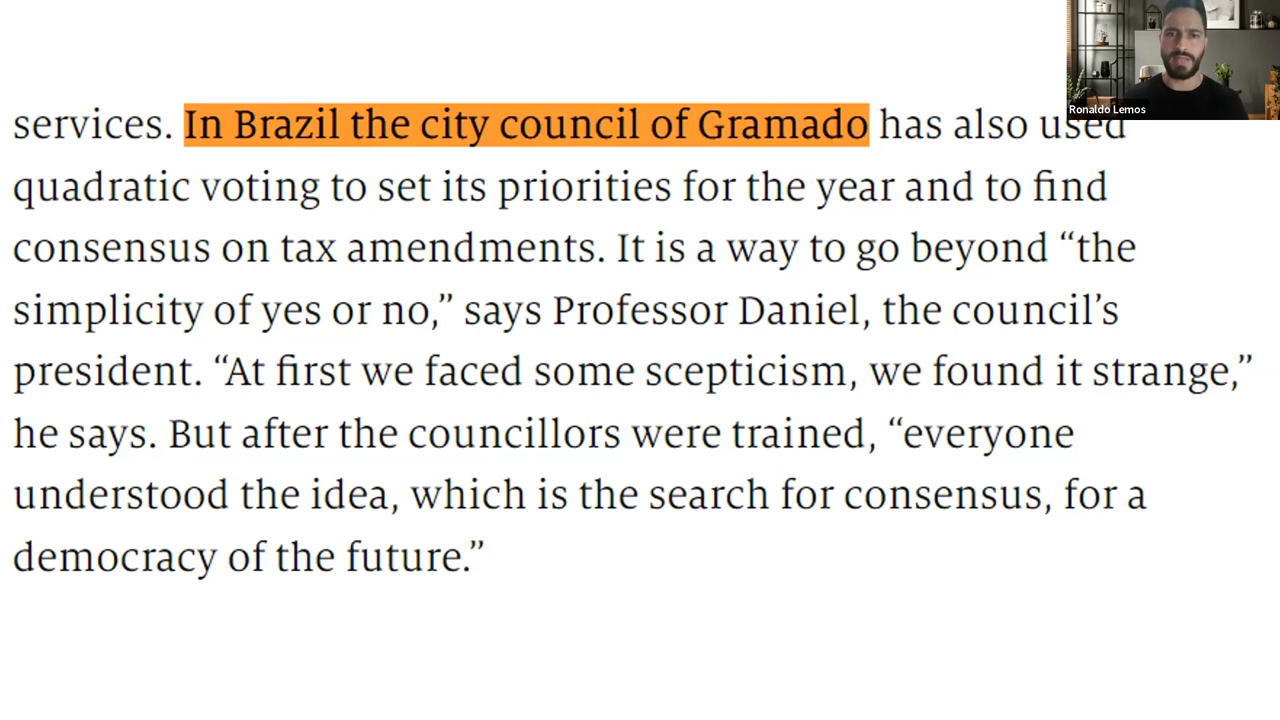 Ronaldo Lemos
services. In Brazil the city council of Gramado has also used
quadratic voting to set its priorities for the year and to find
consensus on tax amendments. It is a way to go beyond “the
simplicity of yes or no,” says Professor Daniel, the council’s
president. “At first we faced some scepticism, we found it strange,”
he says. But after the councillors were trained, “everyone
understood the idea, which is the search for consensus, for a
democracy of the future.”